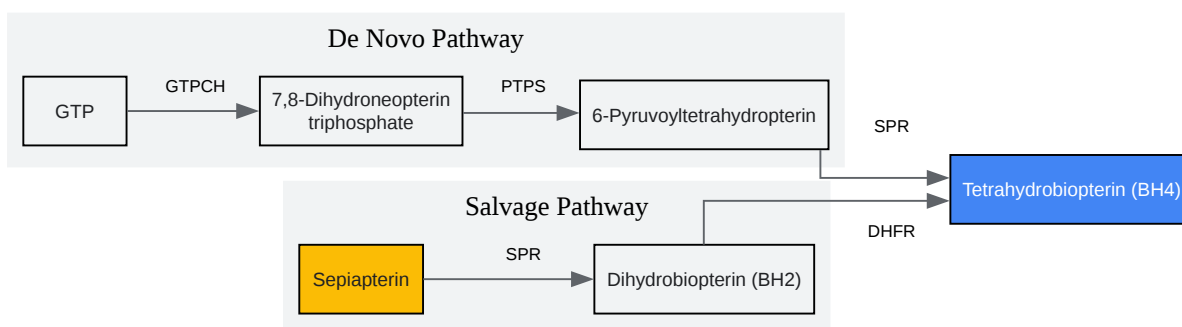 De Novo Pathway
GTP
GTPCH
7,8-Dihydroneopterin
triphosphate
PTPS
6-Pyruvoyltetrahydropterin
SPR
Tetrahydrobiopterin (BH4)
Salvage Pathway
DHFR
Sepiapterin
SPR
Dihydrobiopterin (BH2)